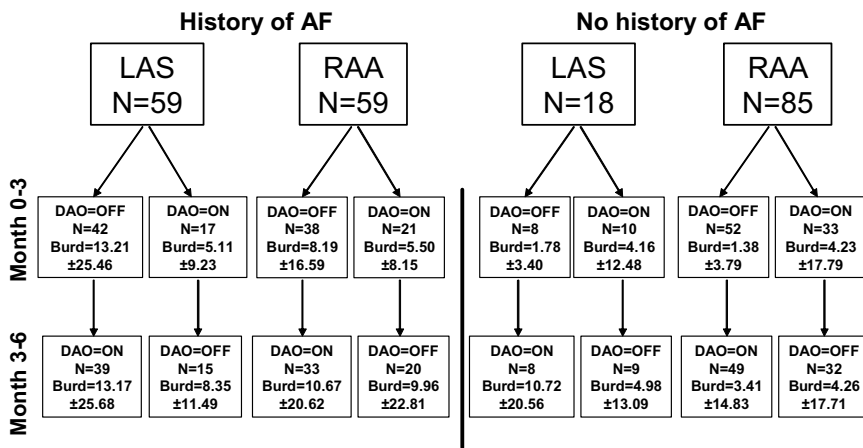 History of AF
No history of AF
LAS
N=59
RAA
N=59
LAS
N=18
RAA
N=85
Month 0-3
DAO=OFF
N=42
Burd=13.21
±25.46
DAO=ON
N=17
Burd=5.11
±9.23
DAO=OFF
N=38
Burd=8.19
±16.59
DAO=ON
N=21
Burd=5.50
±8.15
DAO=OFF
N=8
Burd=1.78
±3.40
DAO=ON
N=10
Burd=4.16
±12.48
DAO=OFF
N=52
Burd=1.38
±3.79
DAO=ON
N=33
Burd=4.23
±17.79
Month 3-6
DAO=ON
N=39
Burd=13.17
±25.68
DAO=OFF
N=15
Burd=8.35
±11.49
DAO=ON
N=33
Burd=10.67
±20.62
DAO=OFF
N=20
Burd=9.96
±22.81
DAO=ON
N=8
Burd=10.72
±20.56
DAO=OFF
N=9
Burd=4.98
±13.09
DAO=ON
N=49
Burd=3.41
±14.83
DAO=OFF
N=32
Burd=4.26
±17.71